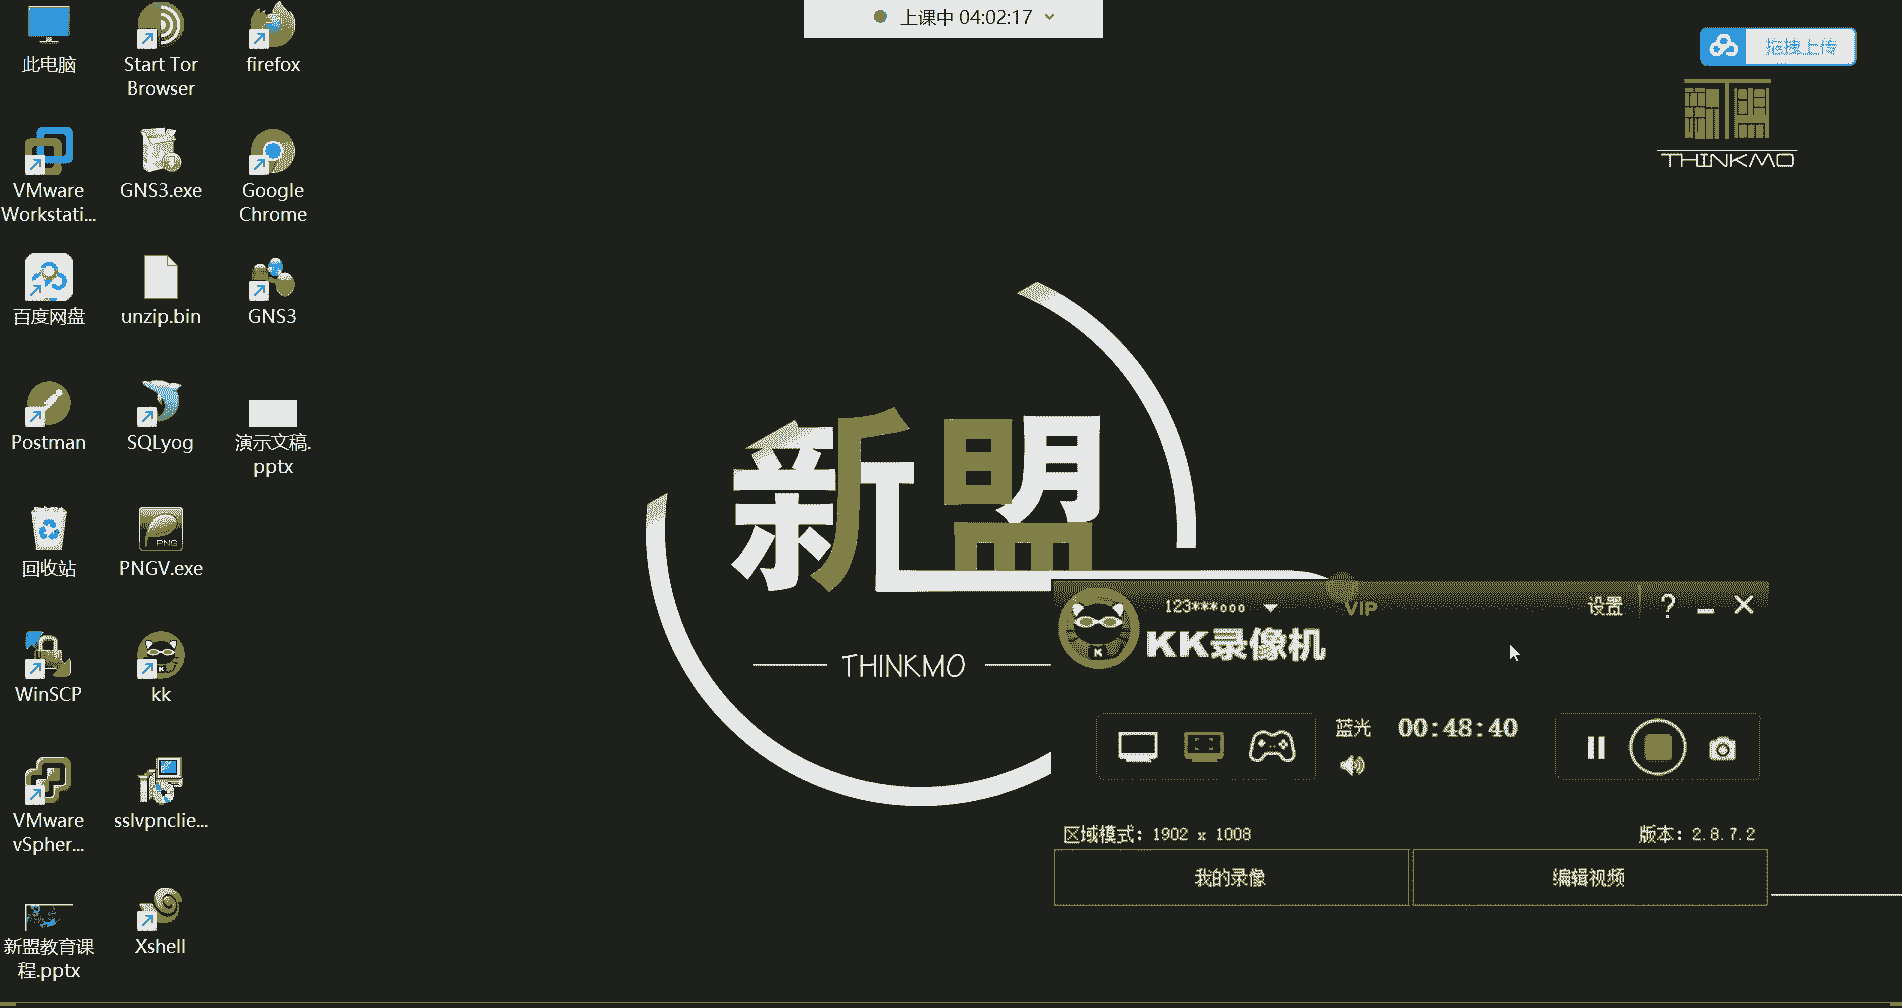 上课中 04:02:17
拖拽上传
THINKMO
此电脑
Start Tor
Browser
firefox
VMware
Workstati...
GNS3.exe
Google
Chrome
百度网盘
unzip.bin
GNS3
Postman
SQLyog
演示文稿.
pptx
回收站
PNG
PNGV.exe
WinSCP
kk
VMware
vSpher...
sslvpnclie...
新盟教育课
程.pptx
Xshell
新盟
THINKMO
123***ooo
VIP
设置
?
K
KK录像机
蓝光
00:48:40
区域模式: 1902 x 1008
版本: 2.8.7.2
我的录像
编辑视频